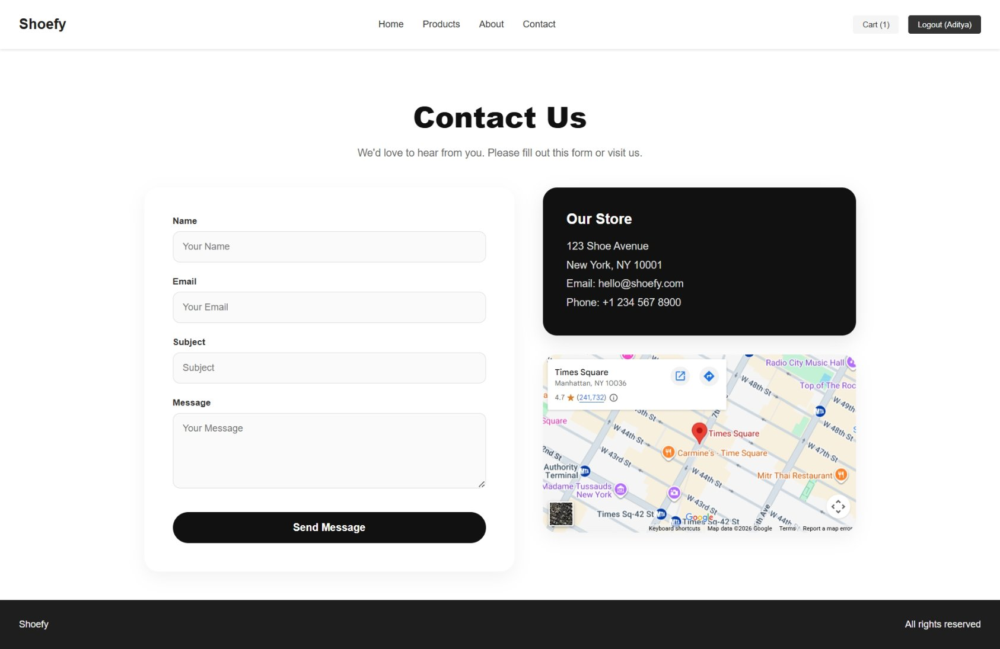 Shoefy
Home Products About Contact
Cart (1) Logout (Aditya)
Contact Us
We'd love to hear from you. Please fill out this form or visit us.
Name
Your Name
Email
Your Email
Subject
Subject
Message
Your Message
Send Message
Our Store
123 Shoe Avenue
New York, NY 10001
Email: hello@shoefy.com
Phone: +1 234 567 8900
Times Square
Manhattan, NY 10036
4.7 (241,732)
Radio City Music Hall
Top of The Roc
W 48th St
W 49th
W 48th St
7th
Square
W 44th St
Times Square
W 47th St
Carmine's - Time Square
2nd St
W 43rd St
Authority
Terminal
MTA
W 44th St
Mitr Thai Restaurant
Madame Tussauds
New York
W 43rd St
Times Sq-42 St
MTA
MTA
Times Sq-42 St
W 44th
MTA
Google
Keyboard shortcuts Map data ©2026 Google Terms Report a map error
Shoefy
All rights reserved